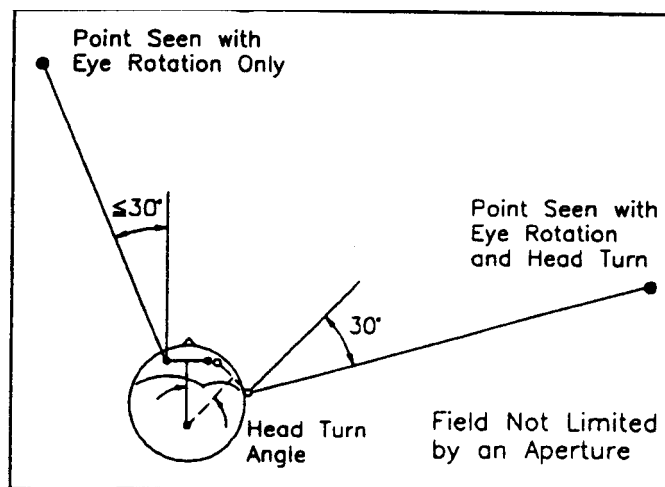 Point Seen with
Eye Rotation Only
≦30°
Point Seen with
Eye Rotation
and Head Turn
30°
Head Turn
Angle
Field Not Limited
by an Aperture